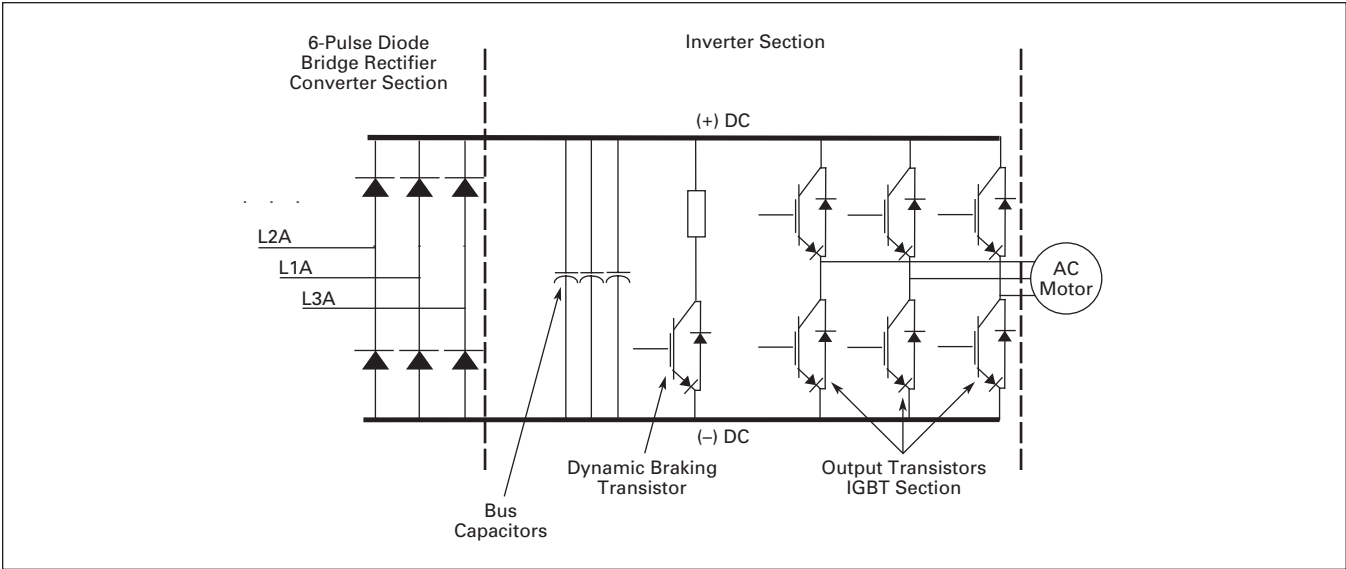 6-Pulse Diode
Bridge Rectifier
Converter Section
Inverter Section
(+) DC
L2A
L1A
L3A
AC
Motor
(–) DC
Dynamic Braking
Transistor
Output Transistors
IGBT Section
Bus
Capacitors